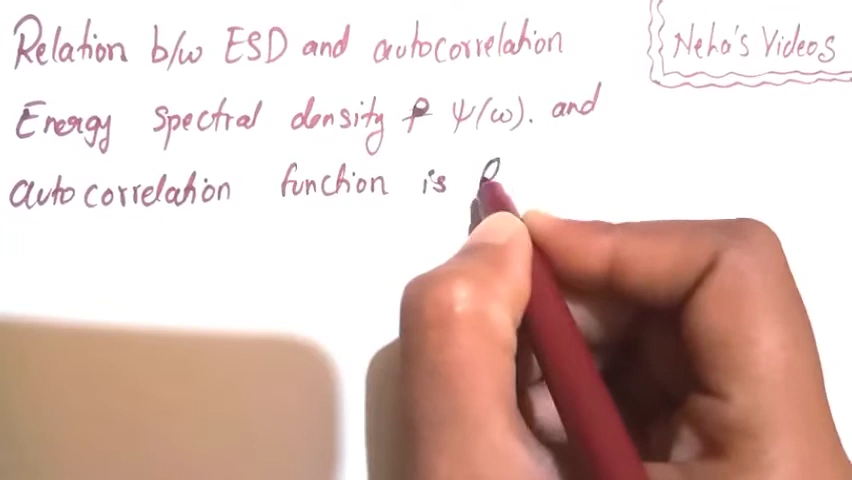 Relation b/w ESD and autocorrelation
Neha's Videos
Energy spectral density ψ(ω). and
autocorrelation function is